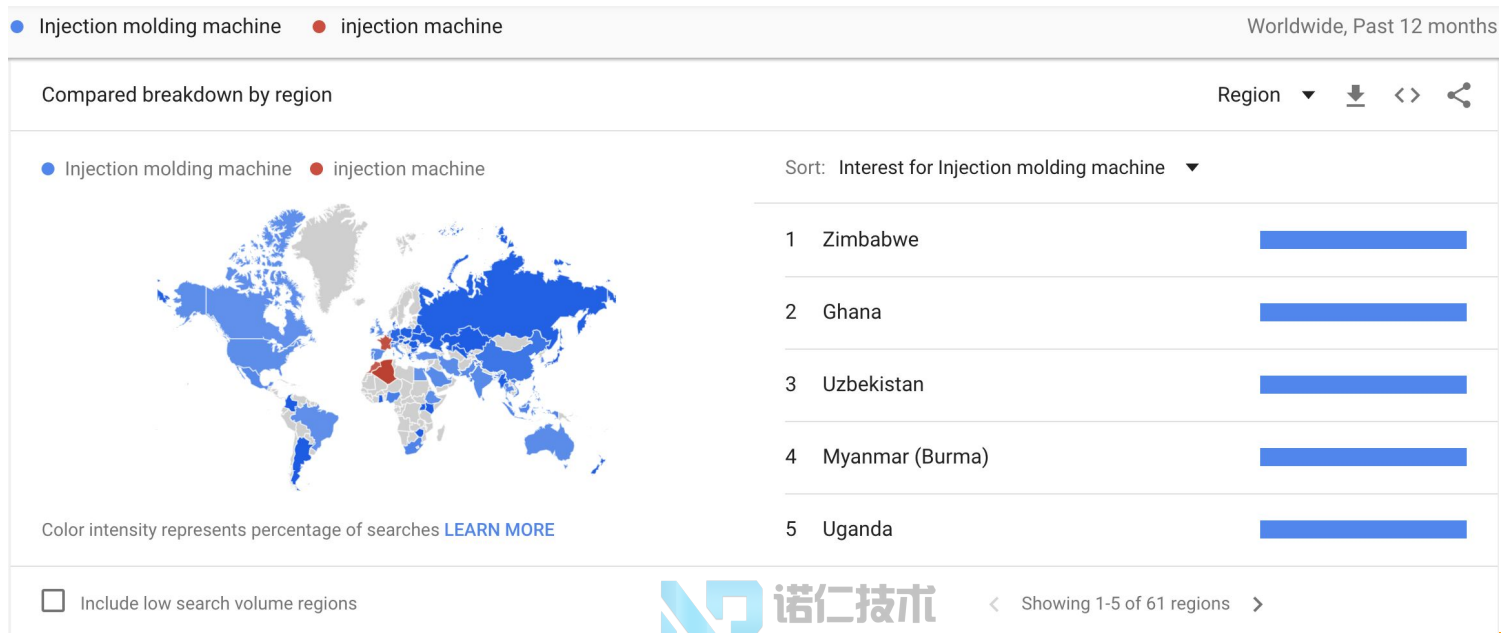 Injection molding machine injection machine Worldwide, Past 12 months
Compared breakdown by region Region
Injection molding machine injection machine
Sort: Interest for Injection molding machine
1 Zimbabwe
2 Ghana
3 Uzbekistan
4 Myanmar (Burma)
5 Uganda
Color intensity represents percentage of searches LEARN MORE
Include low search volume regions
诺仁技术
Showing 1-5 of 61 regions